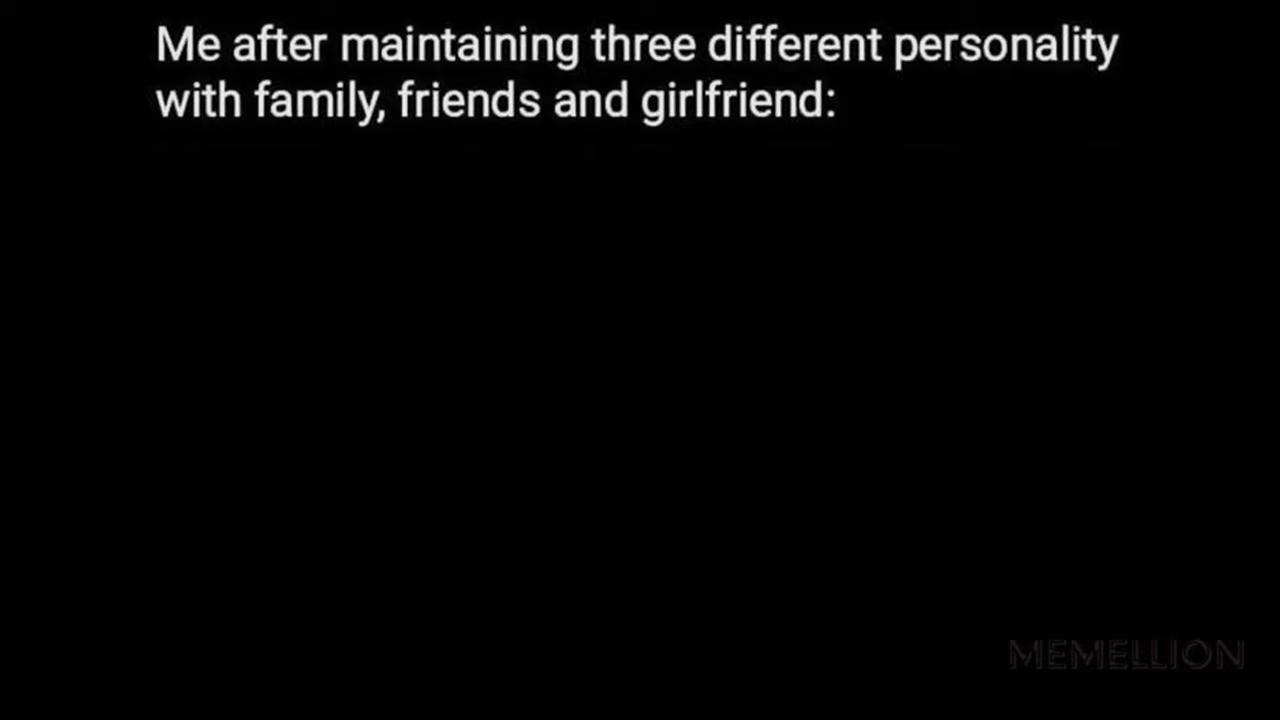 Me after maintaining three different personality
with family, friends and girlfriend:
MEMELLION